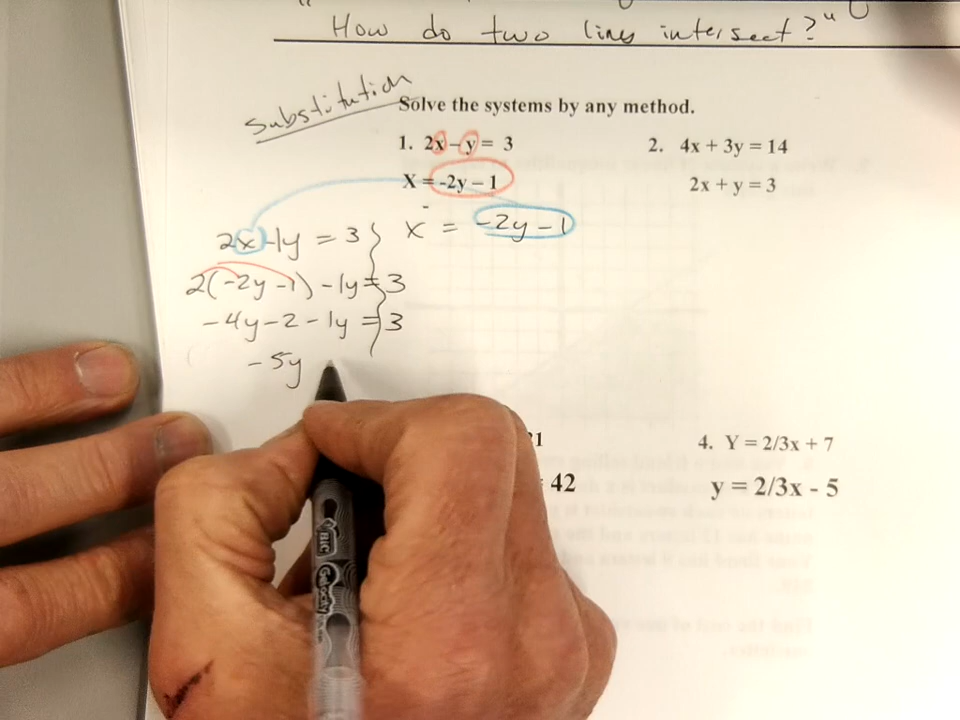 How do two lines intersect?"
substitution
Solve the systems by any method.
1. 2x – y = 3
X = -2y – 1
2. 4x + 3y = 14
2x + y = 3
2x - 1y = 3
x = -2y - 1
2(-2y - 1) - 1y = 3
-4y - 2 - 1y = 3
-5y
4. Y = 2/3x + 7
y = 2/3x - 5
42
BIC
Gelocity